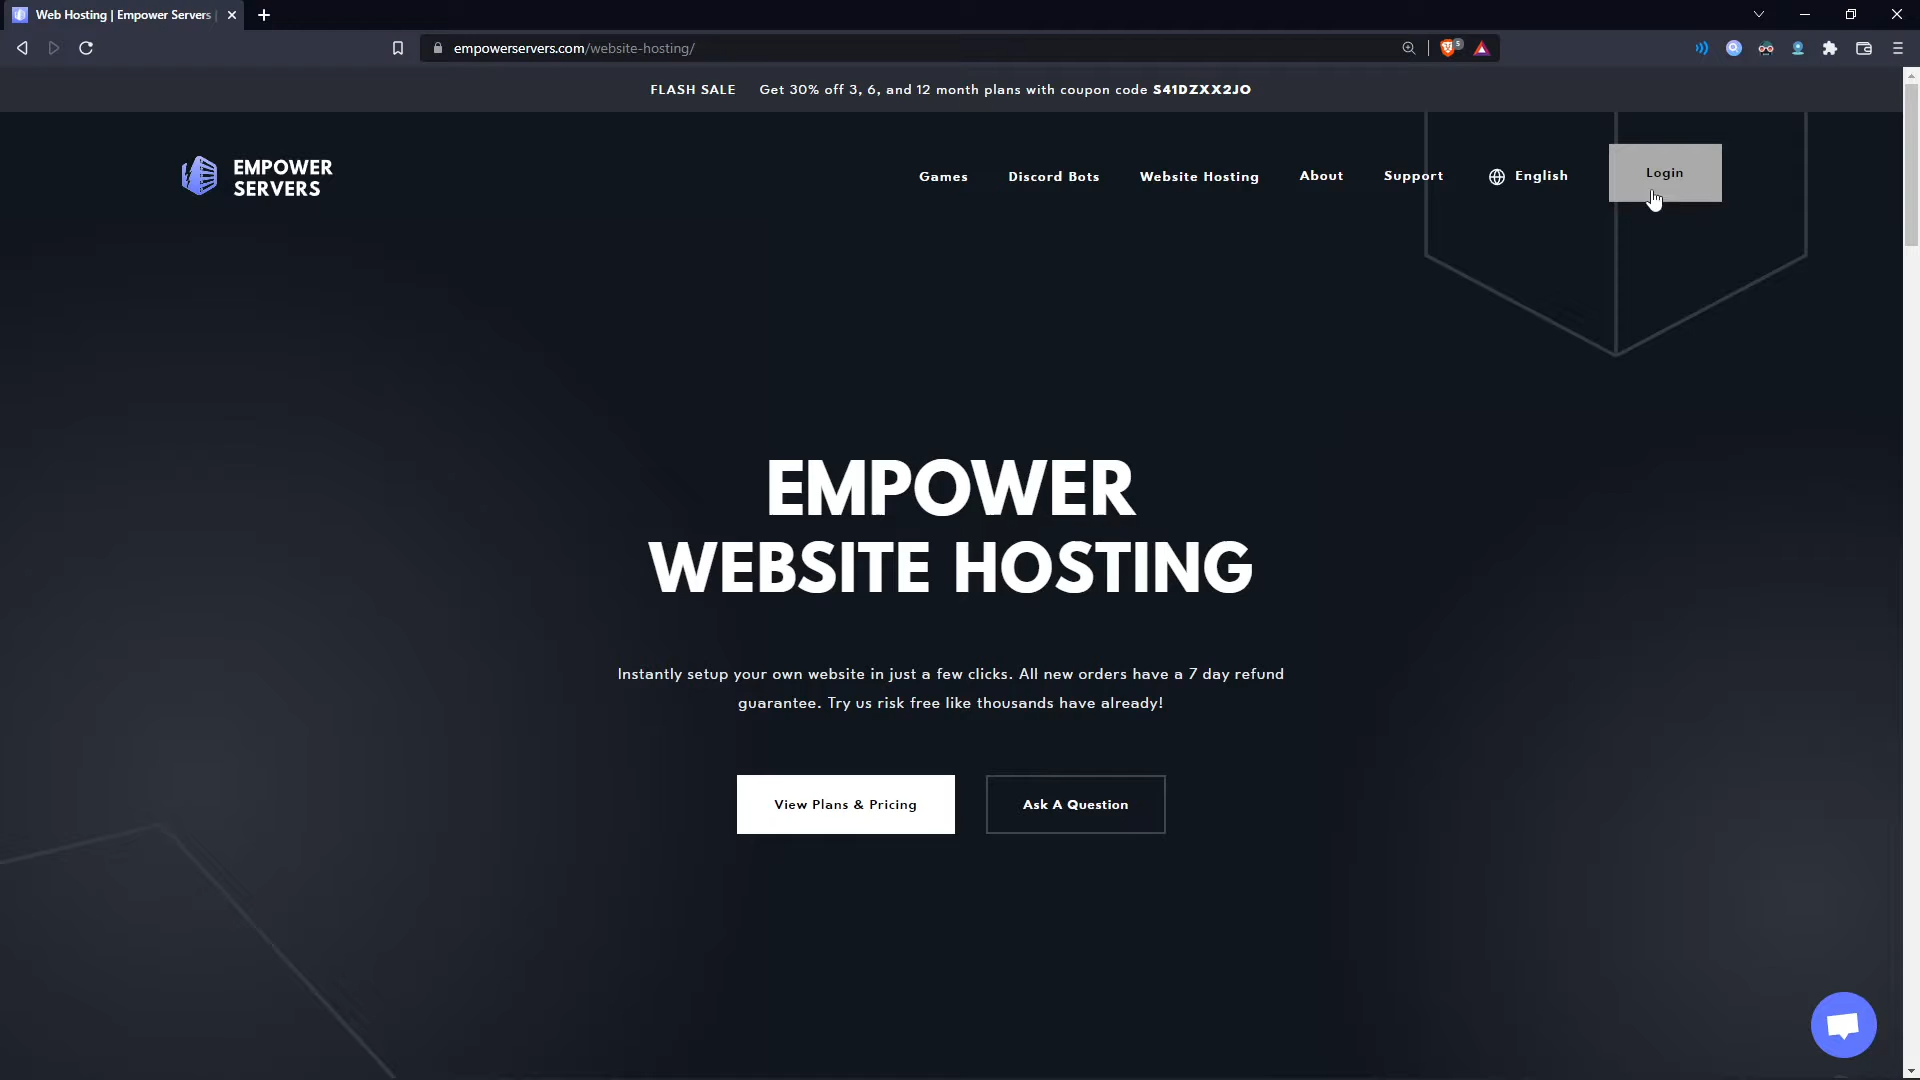 Web Hosting | Empower Servers |
empowerservers.com/website-hosting/
5
FLASH SALE Get 30% off 3, 6, and 12 month plans with coupon code S41DZXX2JO
EMPOWER
SERVERS
Games Discord Bots Website Hosting About Support English Login
EMPOWER
WEBSITE HOSTING
Instantly setup your own website in just a few clicks. All new orders have a 7 day refund
guarantee. Try us risk free like thousands have already!
View Plans & Pricing Ask A Question